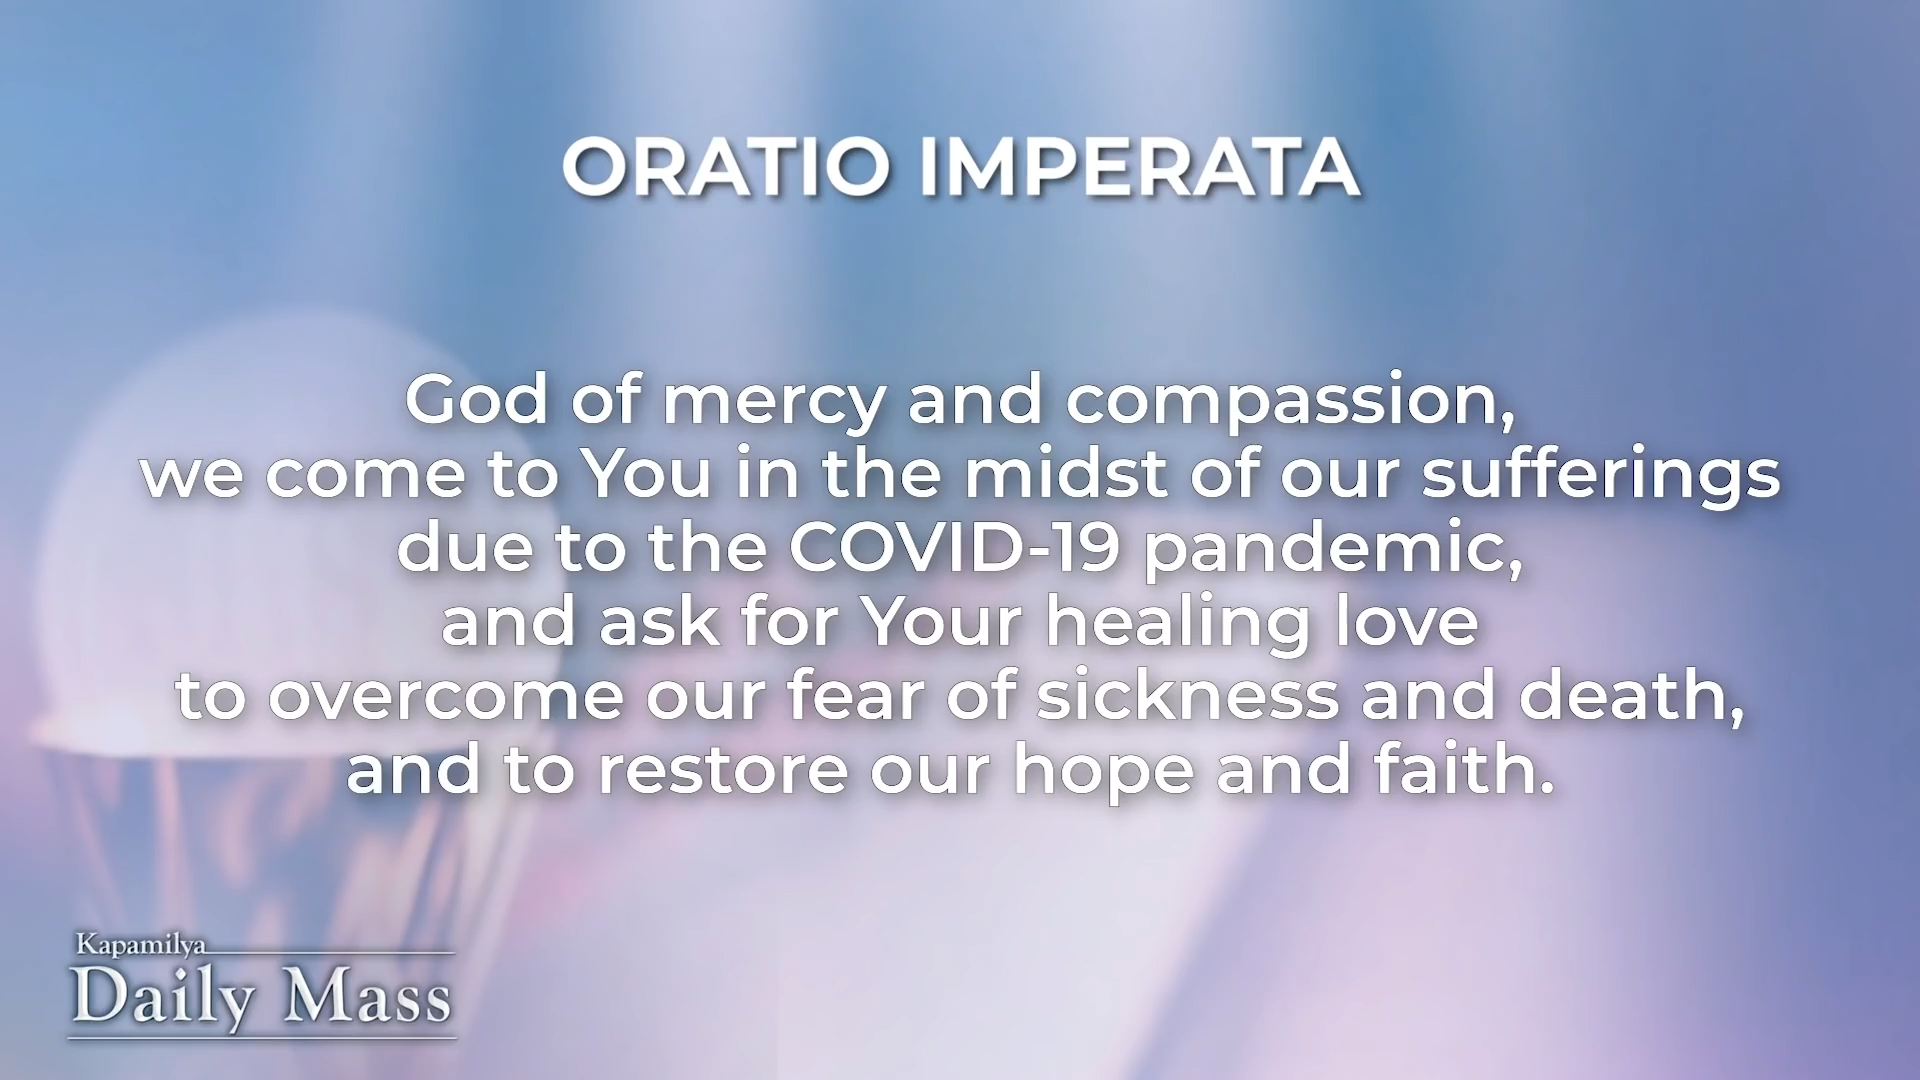 ORATIO IMPERATA
God of mercy and compassion,
we come to You in the midst of our sufferings
due to the COVID-19 pandemic,
and ask for Your healing love
to overcome our fear of sickness and death,
and to restore our hope and faith.
Kapamilya
Daily Mass